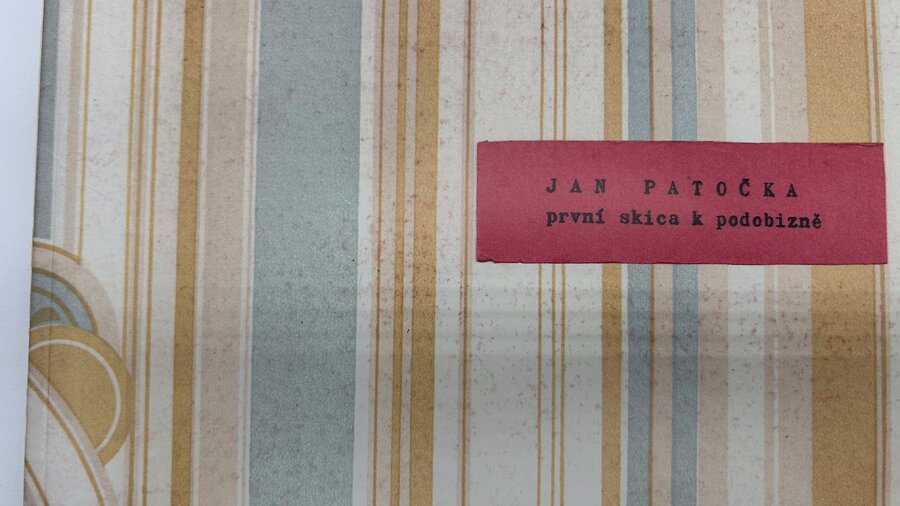 JAN PATOČKA
první skica k podobizně